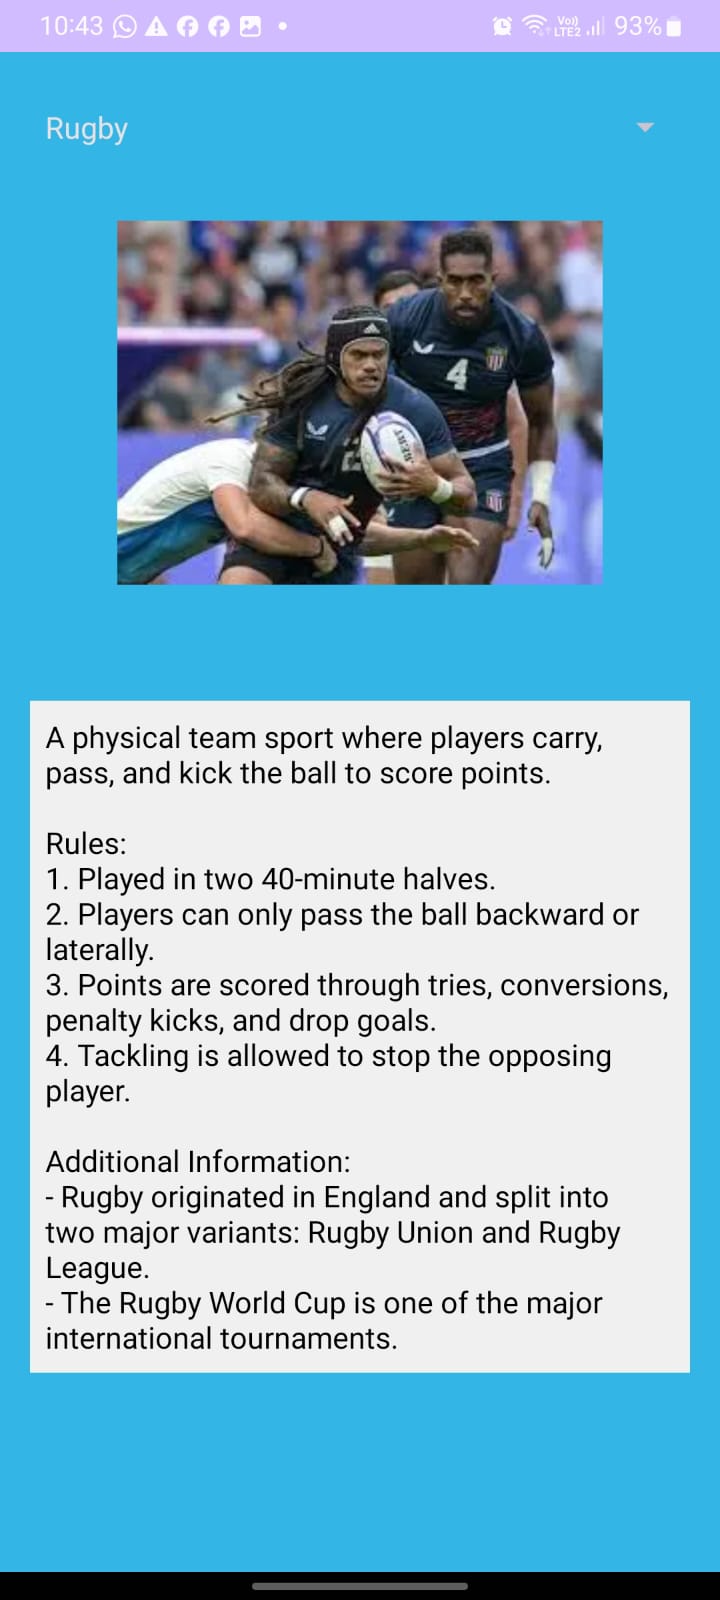 10:43
Vo)) LTE2 93%
Rugby
4
2
A physical team sport where players carry,
pass, and kick the ball to score points.
Rules:
1. Played in two 40-minute halves.
2. Players can only pass the ball backward or
laterally.
3. Points are scored through tries, conversions,
penalty kicks, and drop goals.
4. Tackling is allowed to stop the opposing
player.
Additional Information:
- Rugby originated in England and split into
two major variants: Rugby Union and Rugby
League.
- The Rugby World Cup is one of the major
international tournaments.